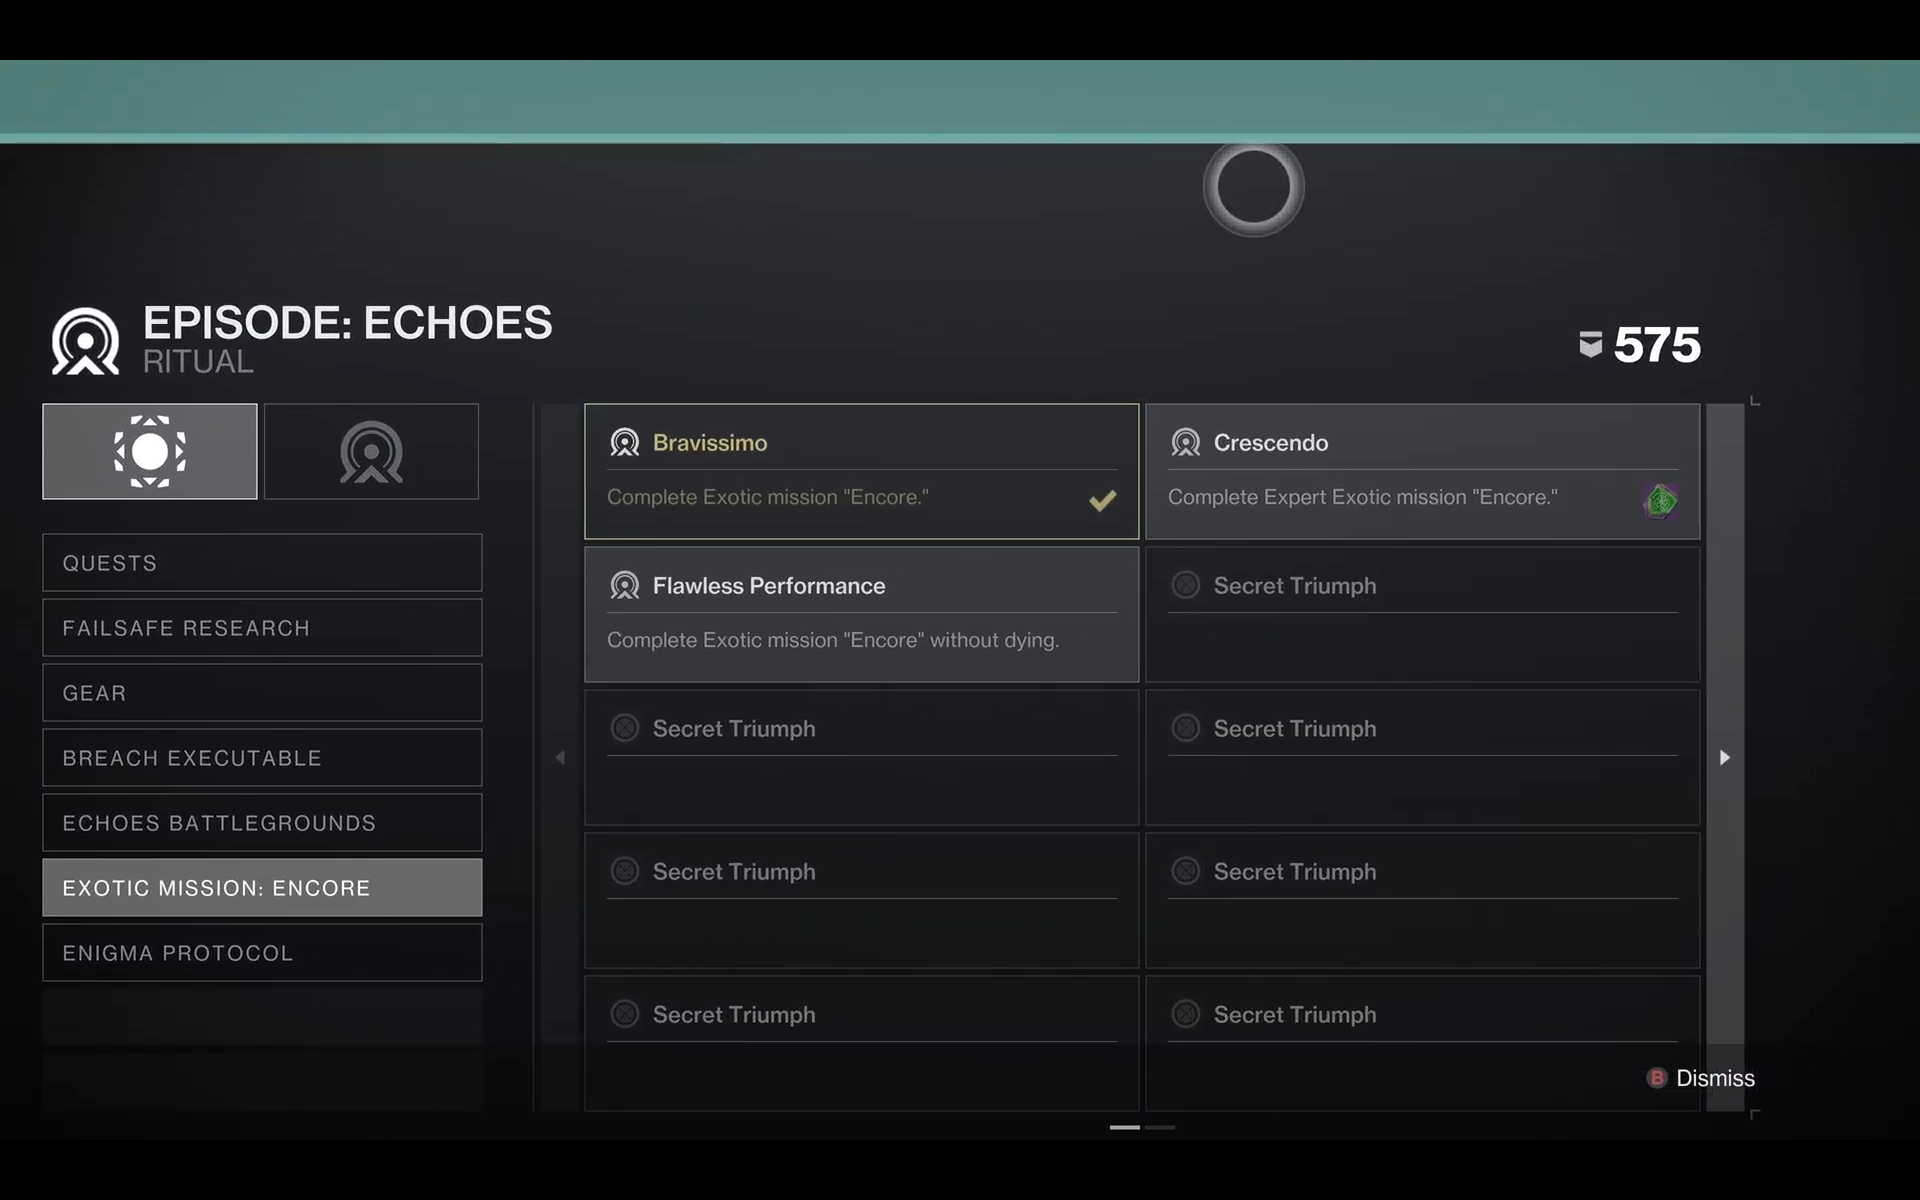 EPISODE: ECHOES
RITUAL
575
QUESTS
FAILSAFE RESEARCH
GEAR
BREACH EXECUTABLE
ECHOES BATTLEGROUNDS
EXOTIC MISSION: ENCORE
ENIGMA PROTOCOL
Bravissimo
Complete Exotic mission "Encore."
Crescendo
Complete Expert Exotic mission "Encore."
Flawless Performance
Complete Exotic mission "Encore" without dying.
Secret Triumph
Secret Triumph
Secret Triumph
Secret Triumph
Secret Triumph
Secret Triumph
Secret Triumph
B Dismiss